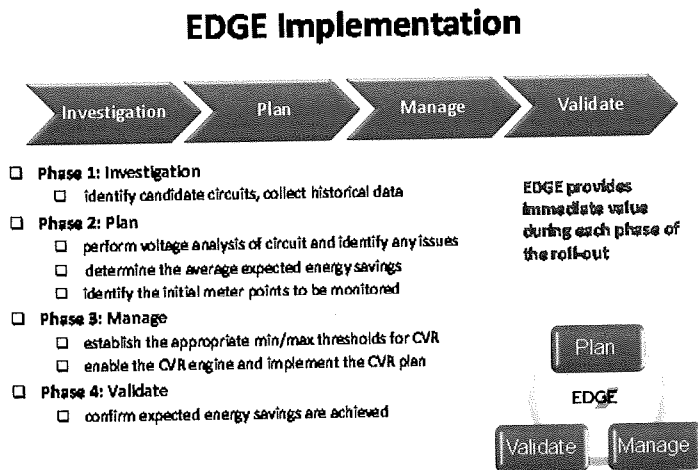 EDGE Implementation
Investigation
Plan
Manage
Validate
Phase 1: Investigation
identify candidate circuits, collect historical data
Phase 2: Plan
perform voltage analysis of circuit and identify any issues
determine the average expected energy savings
identify the initial meter points to be monitored
Phase 3: Manage
establish the appropriate min/max thresholds for CVR
enable the CVR engine and implement the CVR plan
Phase 4: Validate
confirm expected energy savings are achieved
EDGE provides
immediate value
during each phase of
the roll-out
Plan
EDGE
Validate
Manage